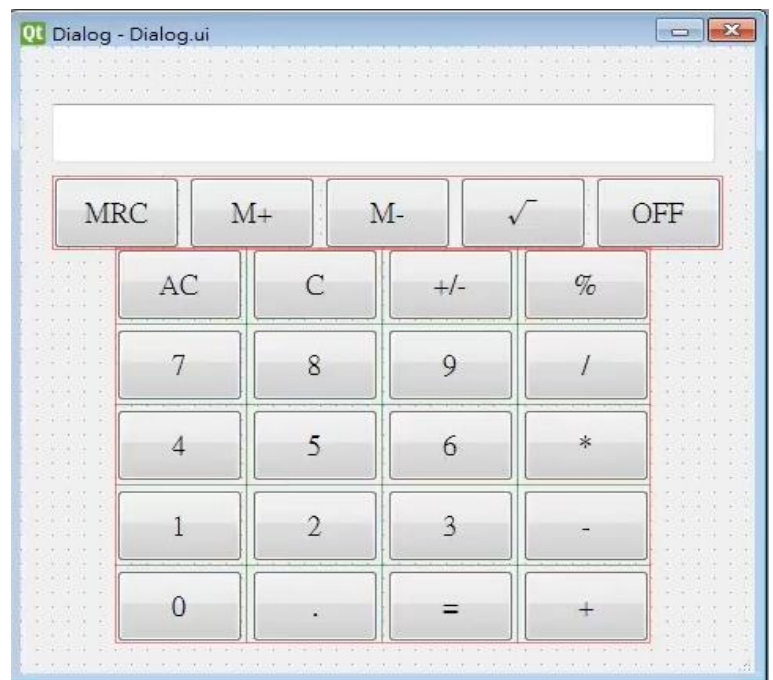 Qt Dialog - Dialog.ui
MRC M+ M- √‾ OFF
AC C +/- %
7 8 9 /
4 5 6 *
1 2 3 -
0 . = +